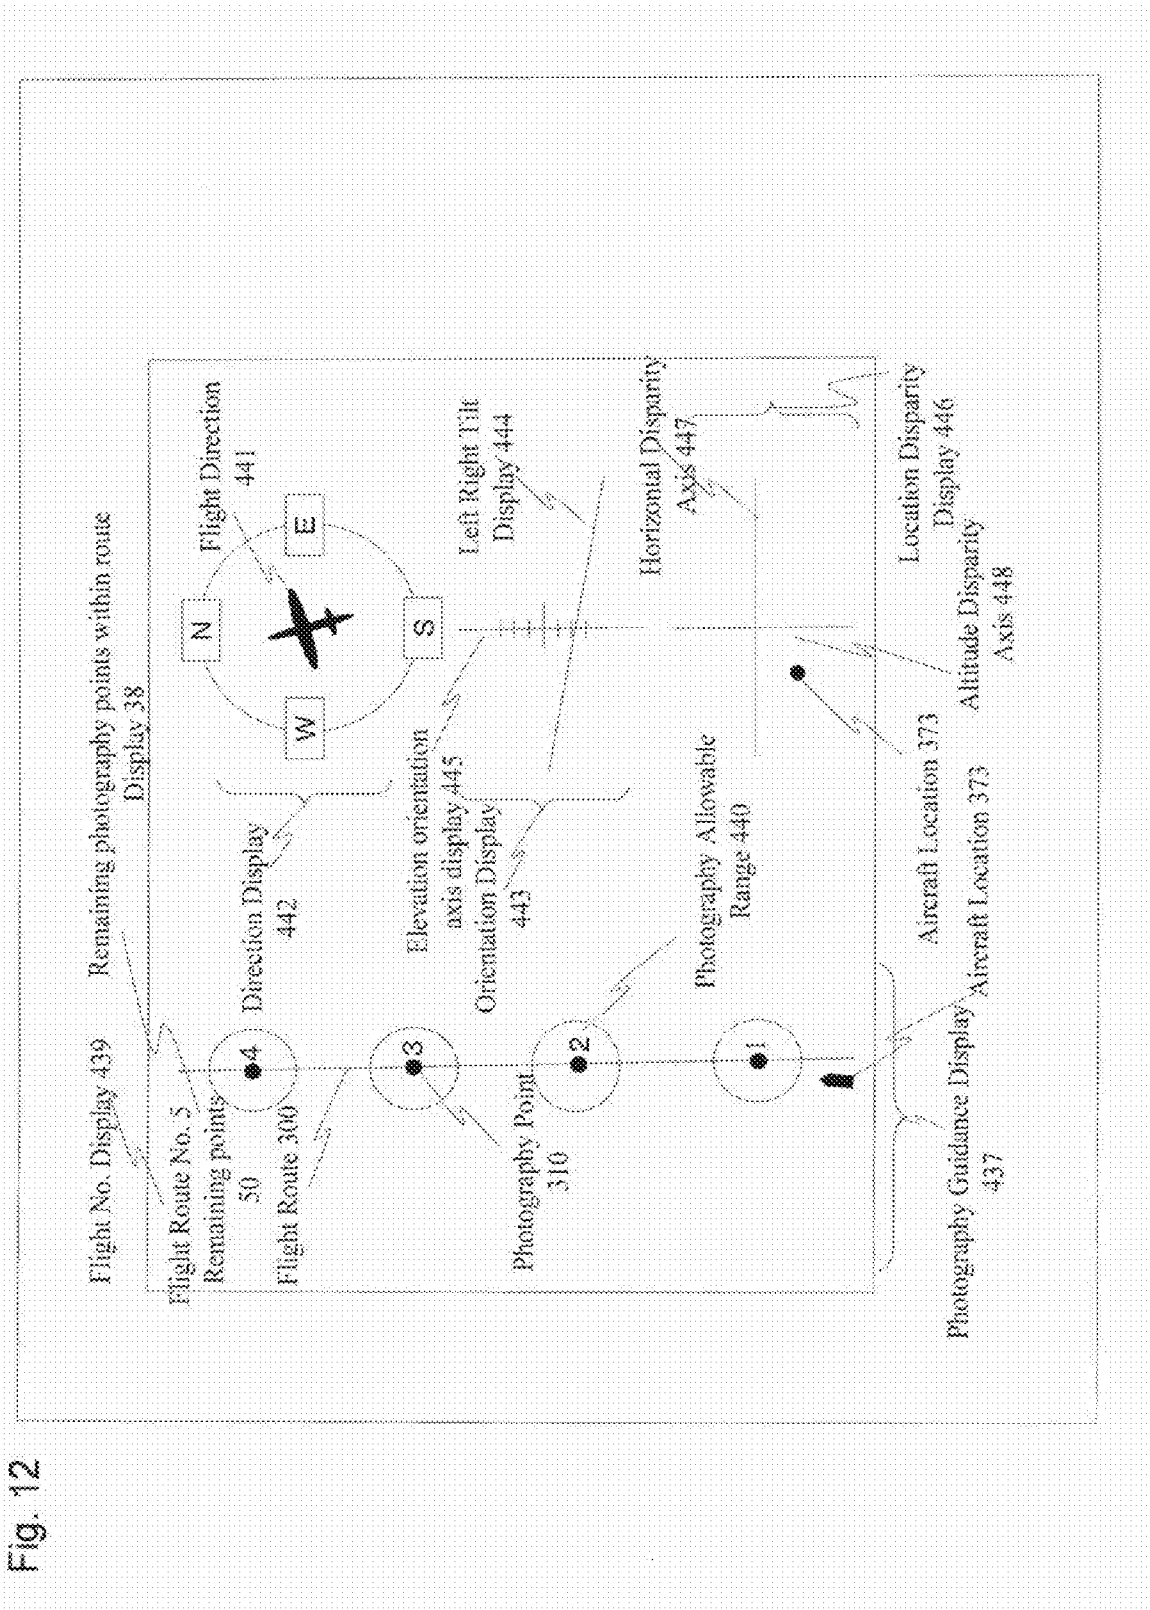 Fig. 12
Flight No. Display 439
Remaining photography points within route
Display 38
Flight Route No. 5
Remaining points
50
Flight Route 300
4
3
2
1
Photography Point
310
Direction Display
442
N
E
S
W
Flight Direction
441
Elevation orientation
axis display 445
Orientation Display
443
Left Right Tilt
Display 444
Photography Allowable
Range 440
Horizontal Disparity
Axis 447
Location Disparity
Display 446
Altitude Disparity
Axis 448
Aircraft Location 373
Aircraft Location 373
Photography Guidance Display
437